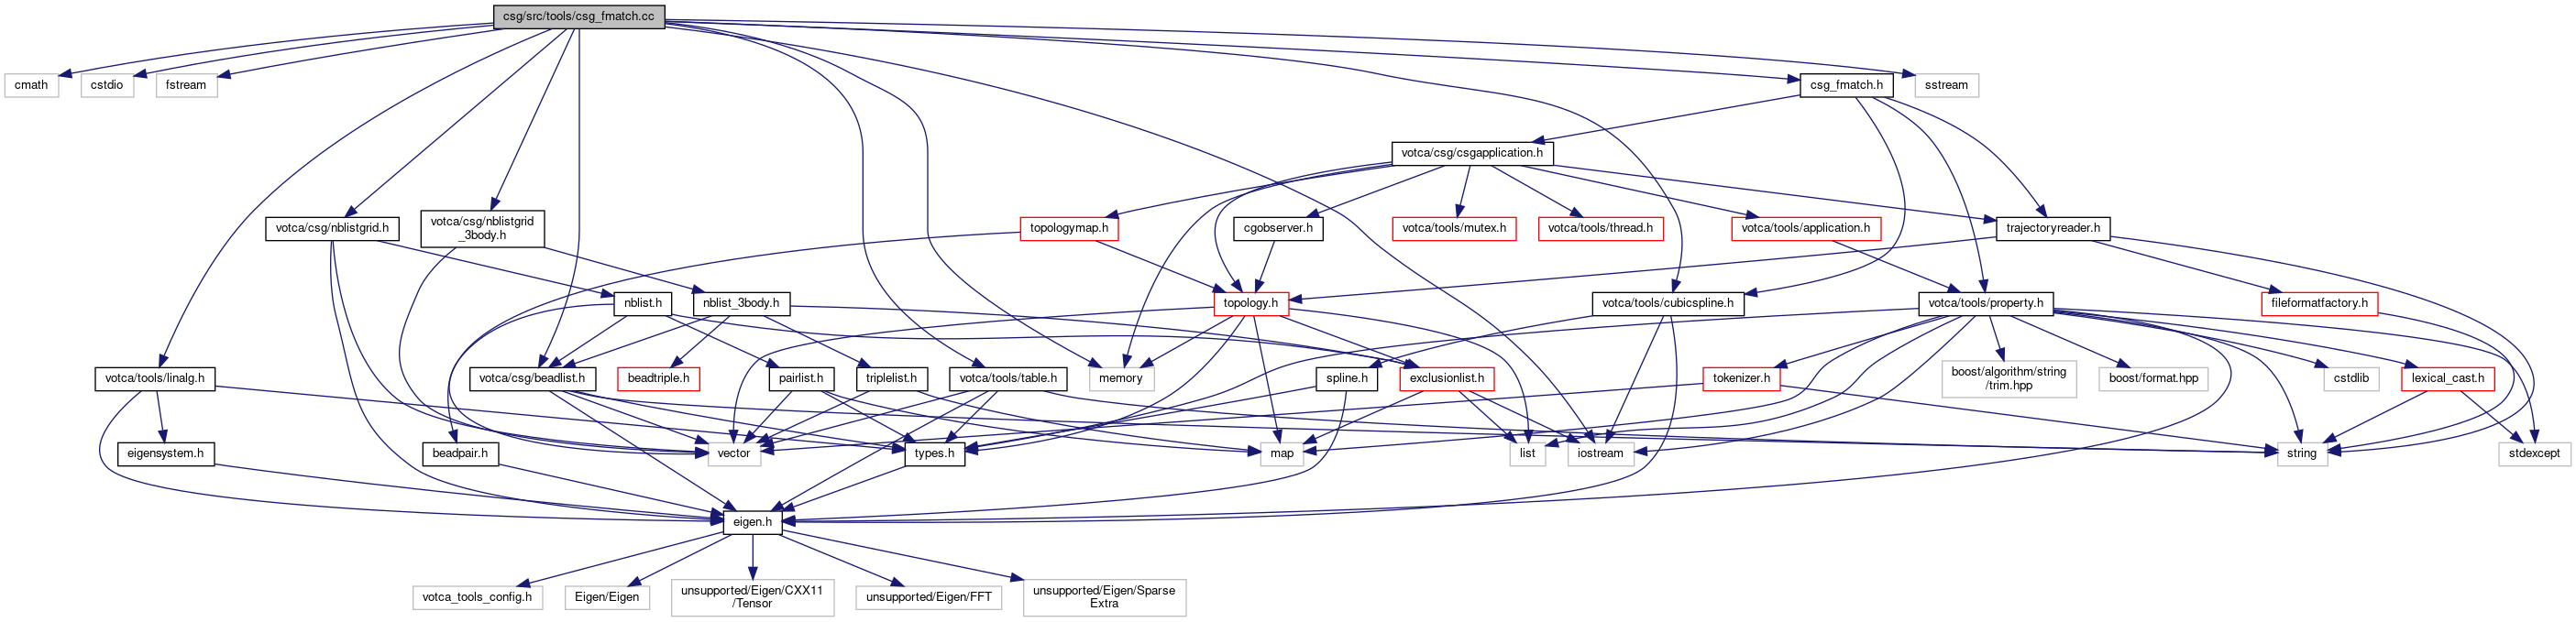 csg/src/tools/csg_fmatch.cc
cmath
cstdio
fstream
csg_fmatch.h
sstream
votca/csg/csgapplication.h
votca/csg/nblistgrid.h
votca/csg/nblistgrid
_3body.h
topologymap.h
cgobserver.h
votca/tools/mutex.h
votca/tools/thread.h
votca/tools/application.h
trajectoryreader.h
nblist.h
nblist_3body.h
topology.h
votca/tools/cubicspline.h
votca/tools/property.h
fileformatfactory.h
votca/tools/linalg.h
votca/csg/beadlist.h
beadtriple.h
pairlist.h
triplelist.h
votca/tools/table.h
memory
spline.h
exclusionlist.h
tokenizer.h
boost/algorithm/string
/trim.hpp
boost/format.hpp
cstdlib
lexical_cast.h
eigensystem.h
beadpair.h
vector
types.h
map
list
iostream
string
stdexcept
eigen.h
votca_tools_config.h
Eigen/Eigen
unsupported/Eigen/CXX11
/Tensor
unsupported/Eigen/FFT
unsupported/Eigen/Sparse
Extra